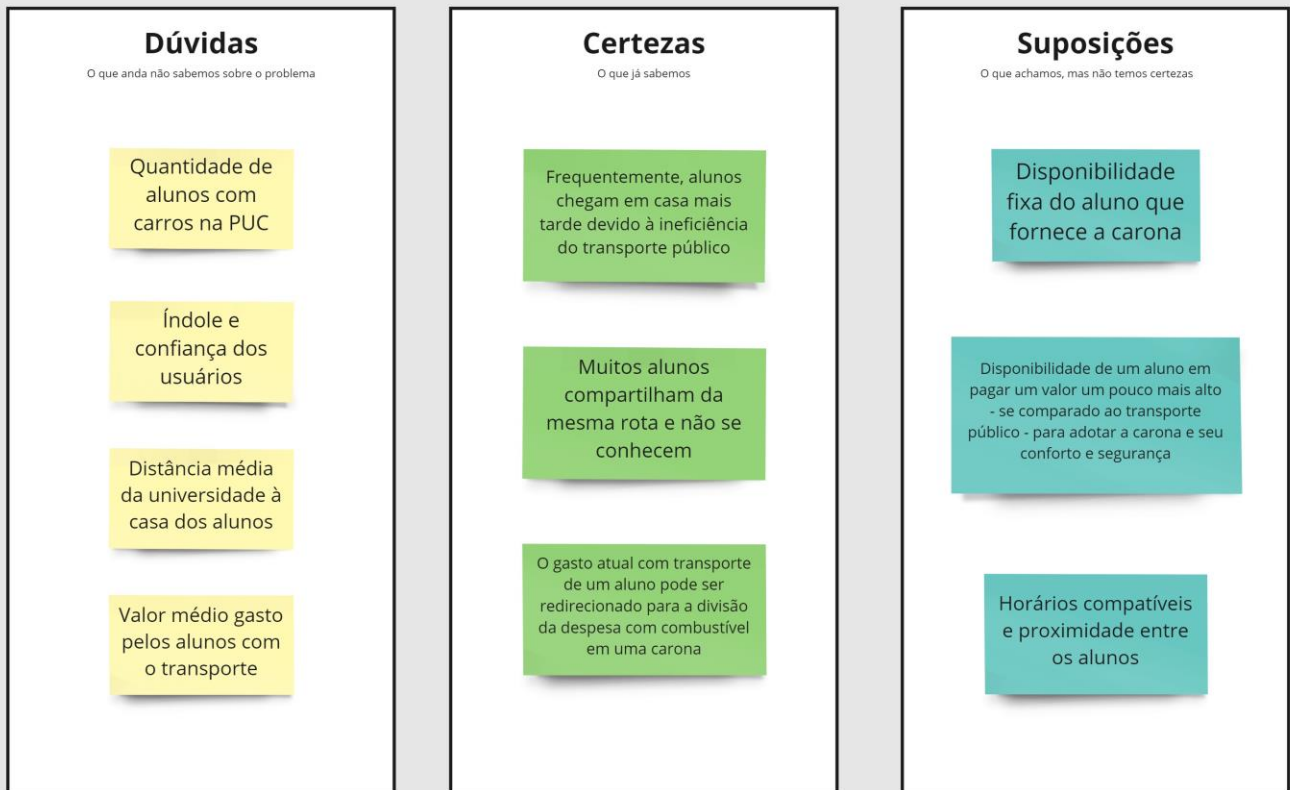 Dúvidas
O que anda não sabemos sobre o problema
Quantidade de
alunos com
carros na PUC
Índole e
confiança dos
usuários
Distância média
da universidade à
casa dos alunos
Valor médio gasto
pelos alunos com
o transporte
Certezas
O que já sabemos
Frequentemente, alunos
chegam em casa mais
tarde devido à ineficiência
do transporte público
Muitos alunos
compartilham da
mesma rota e não se
conhecem
O gasto atual com transporte
de um aluno pode ser
redirecionado para a divisão
da despesa com combustível
em uma carona
Suposições
O que achamos, mas não temos certezas
Disponibilidade
fixa do aluno que
fornece a carona
Disponibilidade de um aluno em
pagar um valor um pouco mais alto
- se comparado ao transporte
público - para adotar a carona e seu
conforto e segurança
Horários compatíveis
e proximidade entre
os alunos